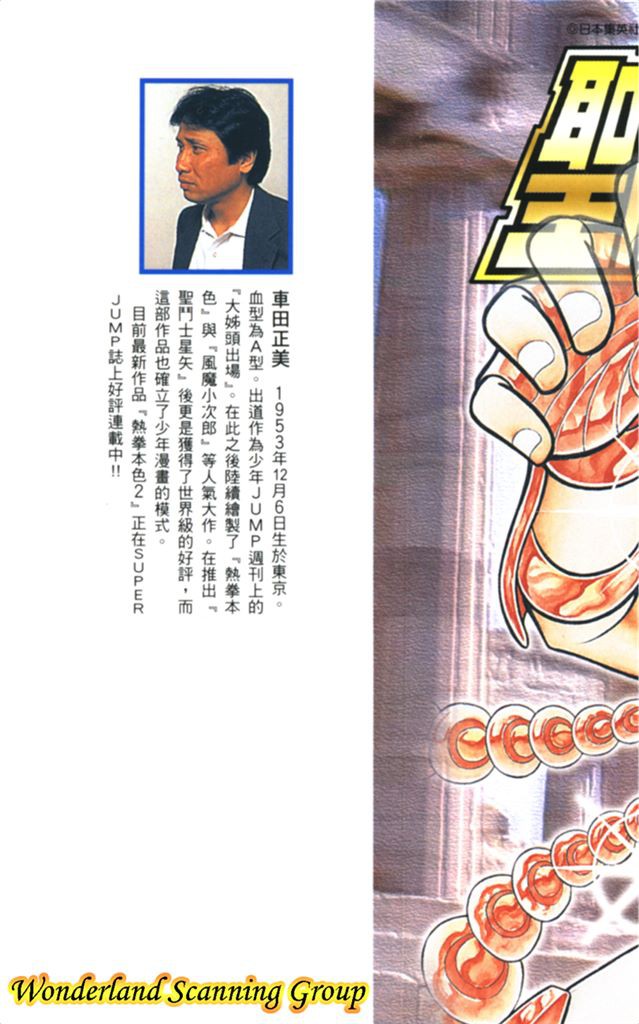 車田正美　1953年12月6日生於東京。
血型為A型。出道作為少年JUMP週刊上的
『大姊頭出場』。在此之後陸續繪製了『熱拳本
色』與『風魔小次郎』等人氣大作。在推出『
聖鬥士星矢』後更是獲得了世界級的好評，而
這部作品也確立了少年漫畫的模式。
目前最新作品『熱拳本色2』正在SUPER
JUMP誌上好評連載中!!
©日本集英社
Wonderland Scanning Group